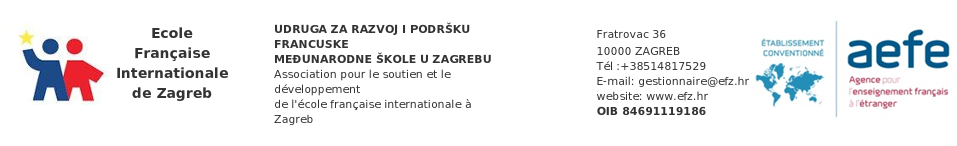 Ecole
Française
Internationale
de Zagreb
UDRUGA ZA RAZVOJ I PODRŠKU
FRANCUSKE
MEĐUNARODNE ŠKOLE U ZAGREBU
Association pour le soutien et le
développement
de l'école française internationale à
Zagreb
Fratrovac 36
10000 ZAGREB
Tél :+38514817529
E-mail: gestionnaire@efz.hr
website: www.efz.hr
OIB 84691119186
ÉTABLISSEMENT
CONVENTIONNÉ
aefe
Agence pour
l'enseignement français
à l'étranger